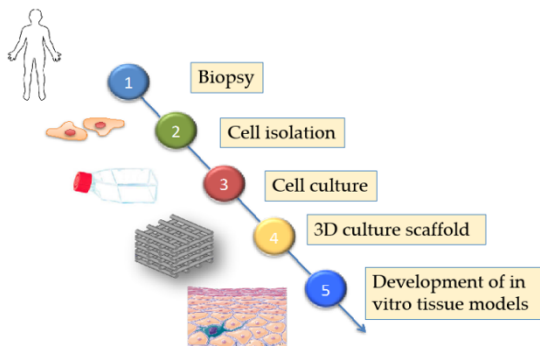 1
Biopsy
2
Cell isolation
3
Cell culture
4
3D culture scaffold
5
Development of in
vitro tissue models